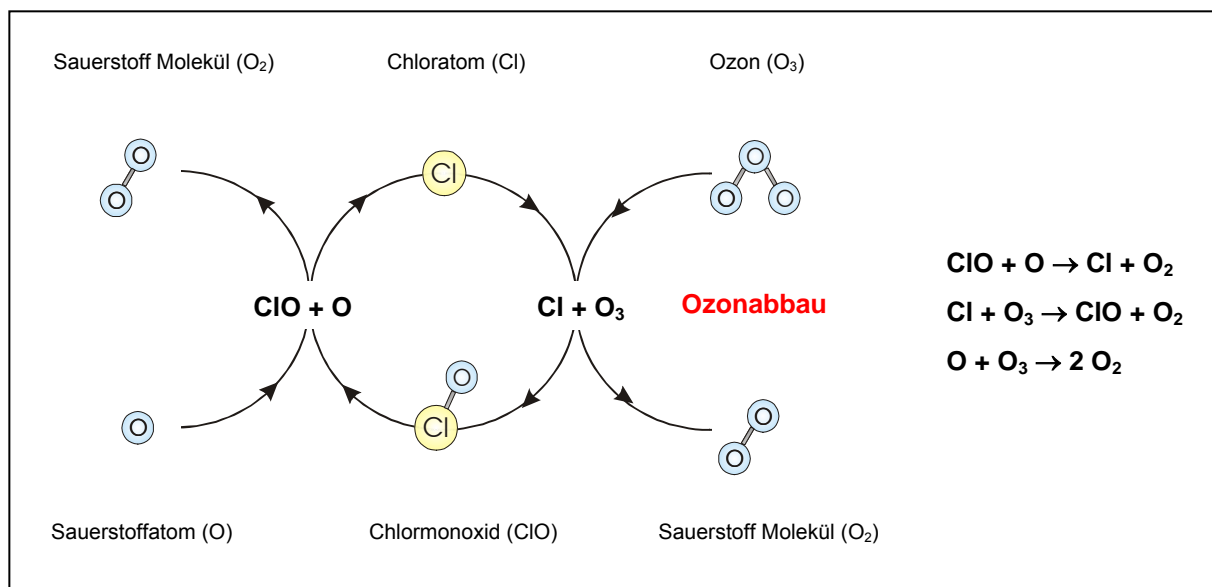 Sauerstoff Molekül (O₂)
Chloratom (Cl)
Ozon (O₃)
O
O
Cl
O
O
O
ClO + O
Cl + O₃
Ozonabbau
ClO + O → Cl + O₂
Cl + O₃ → ClO + O₂
O + O₃ → 2 O₂
O
O
Cl
O
O
Sauerstoffatom (O)
Chlormonoxid (ClO)
Sauerstoff Molekül (O₂)